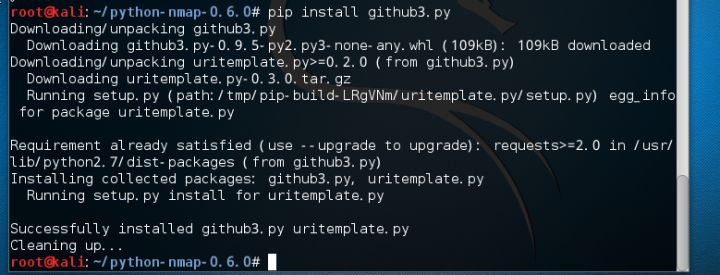 root@kali:~/python-nmap-0.6.0# pip install github3.py
Downloading/unpacking github3.py
  Downloading github3.py-0.9.5-py2.py3-none-any.whl (109kB): 109kB downloaded
Downloading/unpacking uritemplate.py>=0.2.0 (from github3.py)
  Downloading uritemplate.py-0.3.0.tar.gz
  Running setup.py (path:/tmp/pip-build-LRgVNm/uritemplate.py/setup.py) egg_info
 for package uritemplate.py

Requirement already satisfied (use --upgrade to upgrade): requests>=2.0 in /usr/
lib/python2.7/dist-packages (from github3.py)
Installing collected packages: github3.py, uritemplate.py
  Running setup.py install for uritemplate.py

Successfully installed github3.py uritemplate.py
Cleaning up...
root@kali:~/python-nmap-0.6.0#